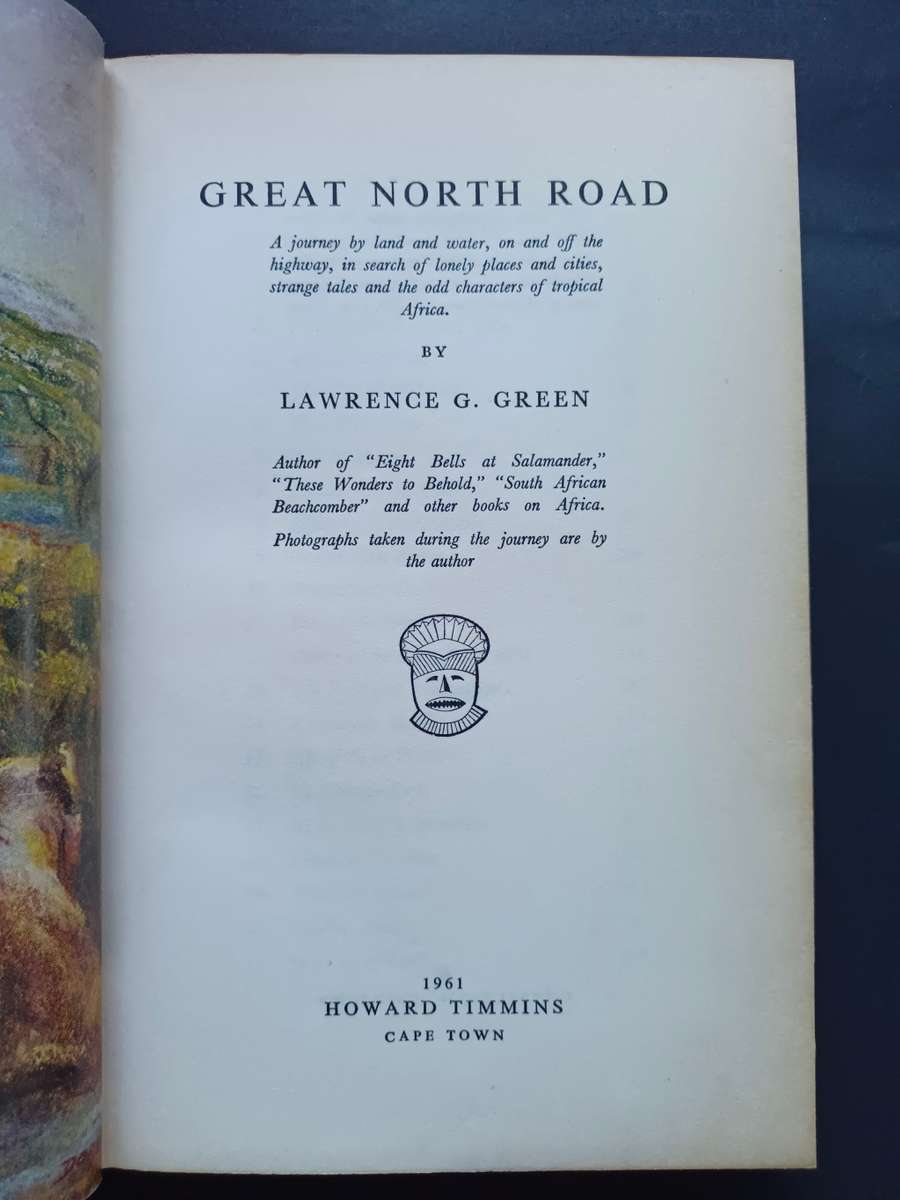 GREAT NORTH ROAD
A journey by land and water, on and off the
highway, in search of lonely places and cities,
strange tales and the odd characters of tropical
Africa.
BY
LAWRENCE G. GREEN
Author of “Eight Bells at Salamander,”
“These Wonders to Behold,” “South African
Beachcomber” and other books on Africa.
Photographs taken during the journey are by
the author
1961
HOWARD TIMMINS
CAPE TOWN